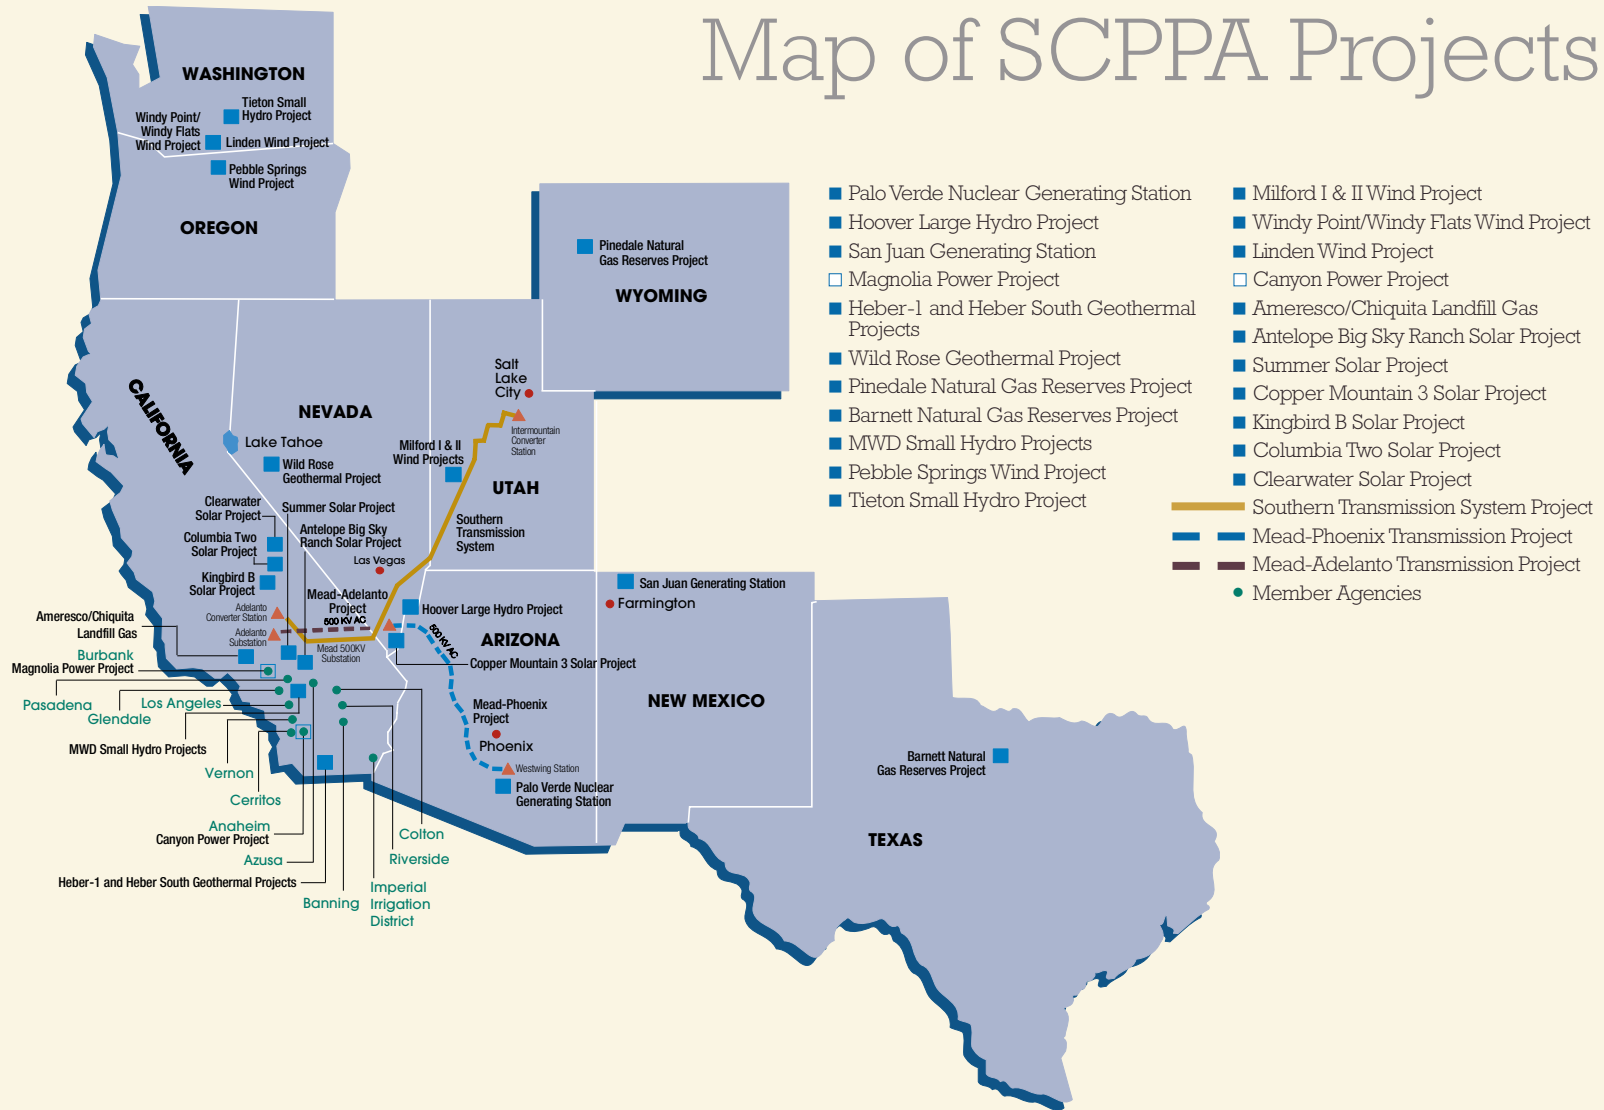 Map of SCPPA Projects
WASHINGTON
Tieton Small
Hydro Project
Windy Point/
Windy Flats
Wind Project
Linden Wind Project
Pebble Springs
Wind Project
OREGON
Pinedale Natural
Gas Reserves Project
WYOMING
Palo Verde Nuclear Generating Station
Hoover Large Hydro Project
San Juan Generating Station
Magnolia Power Project
Heber-1 and Heber South Geothermal
Projects
Wild Rose Geothermal Project
Pinedale Natural Gas Reserves Project
Barnett Natural Gas Reserves Project
MWD Small Hydro Projects
Pebble Springs Wind Project
Tieton Small Hydro Project
Milford I & II Wind Project
Windy Point/Windy Flats Wind Project
Linden Wind Project
Canyon Power Project
Ameresco/Chiquita Landfill Gas
Antelope Big Sky Ranch Solar Project
Summer Solar Project
Copper Mountain 3 Solar Project
Kingbird B Solar Project
Columbia Two Solar Project
Clearwater Solar Project
Southern Transmission System Project
Mead-Phoenix Transmission Project
Mead-Adelanto Transmission Project
Member Agencies
CALIFORNIA
NEVADA
Salt
Lake
City
Intermountain
Converter
Station
Lake Tahoe
Wild Rose
Geothermal Project
Milford I & II
Wind Projects
UTAH
Clearwater
Solar Project
Summer Solar Project
Antelope Big Sky
Ranch Solar Project
Southern
Transmission
System
Columbia Two
Solar Project
Las Vegas
Kingbird B
Solar Project
Mead-Adelanto
Project
500 KV AC
Adelanto
Converter Station
Adelanto
Substation
Mead 500KV
Substation
Hoover Large Hydro Project
500 KV AC
ARIZONA
Copper Mountain 3 Solar Project
San Juan Generating Station
Farmington
NEW MEXICO
Ameresco/Chiquita
Landfill Gas
Burbank
Magnolia Power Project
Pasadena
Glendale
Los Angeles
MWD Small Hydro Projects
Vernon
Cerritos
Anaheim
Canyon Power Project
Azusa
Heber-1 and Heber South Geothermal Projects
Banning
Imperial
Irrigation
District
Riverside
Colton
Mead-Phoenix
Project
Phoenix
Westwing Station
Palo Verde Nuclear
Generating Station
Barnett Natural
Gas Reserves Project
TEXAS